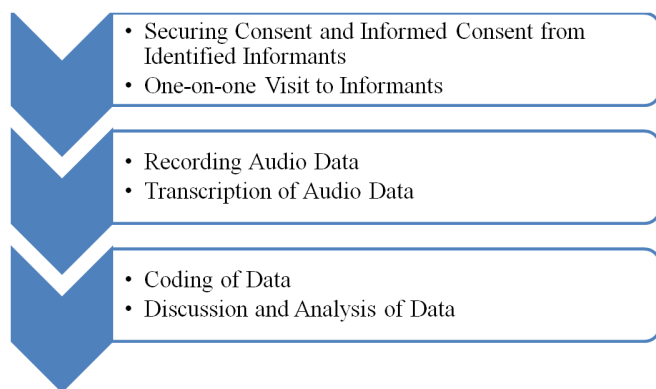 • Securing Consent and Informed Consent from
Identified Informants
• One-on-one Visit to Informants
• Recording Audio Data
• Transcription of Audio Data
• Coding of Data
• Discussion and Analysis of Data